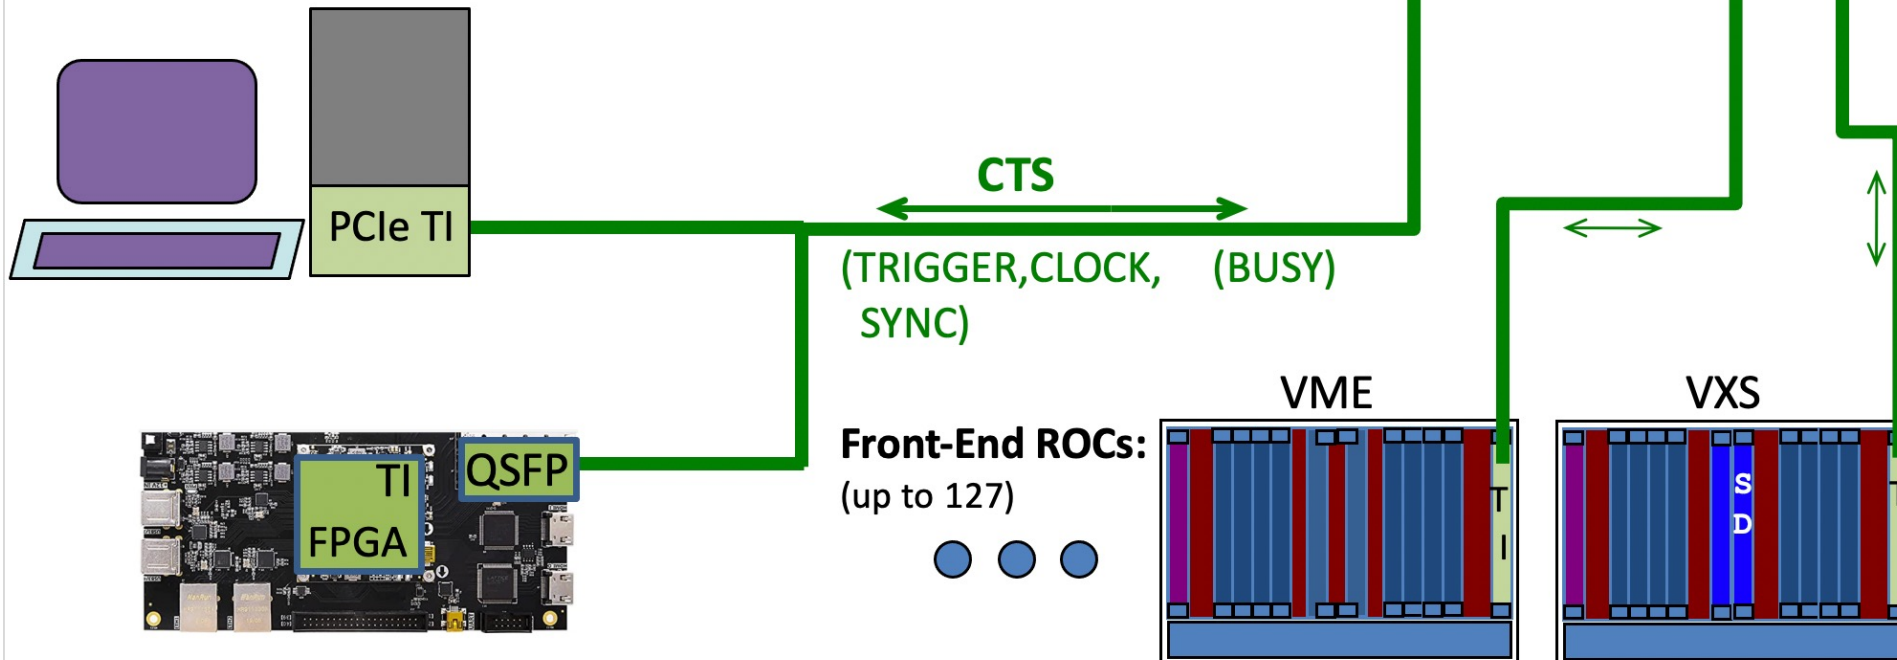 CTS
PCIe TI
(TRIGGER,CLOCK, (BUSY)
SYNC)
VME
VXS
Front-End ROCs:
(up to 127)
QSFP
TI
FPGA
T
I
S
D